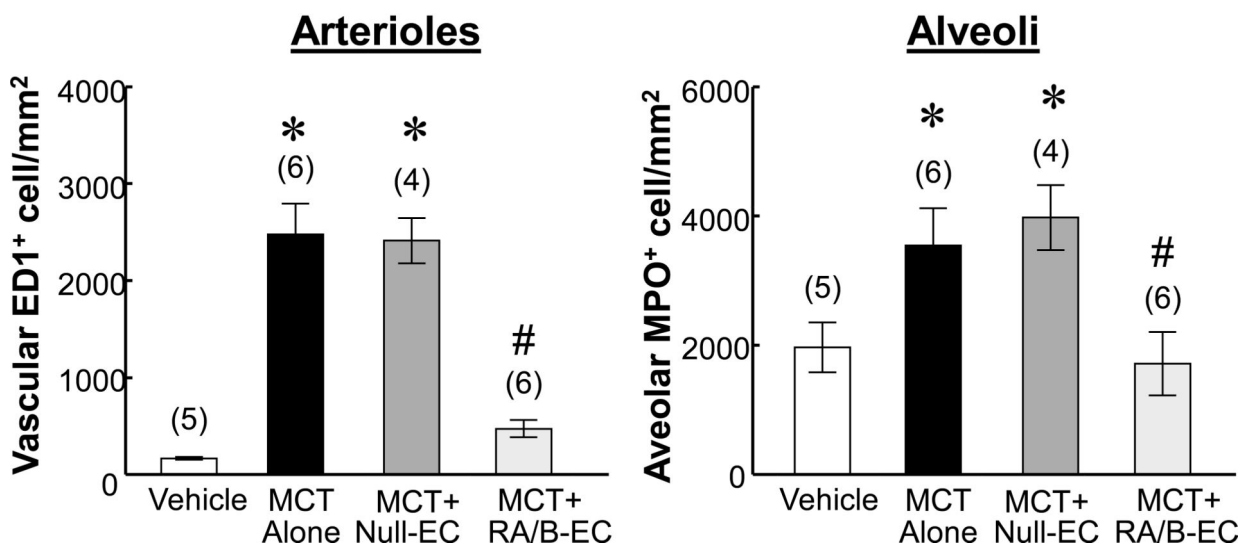 Arterioles
Vascular ED1⁺ cell/mm²
4000
3000
2000
1000
0
(5)
*
(6)
*
(4)
#
(6)
Vehicle
MCT
Alone
MCT+
Null-EC
MCT+
RA/B-EC
Alveoli
Aveolar MPO⁺ cell/mm²
6000
4000
2000
0
(5)
*
(6)
*
(4)
#
(6)
Vehicle
MCT
Alone
MCT+
Null-EC
MCT+
RA/B-EC